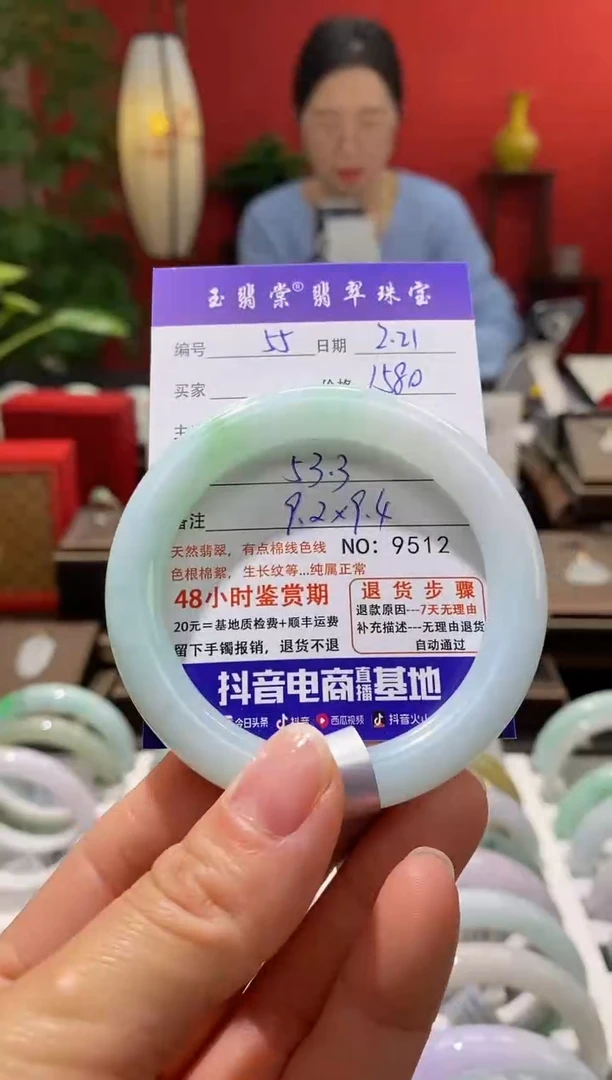 玉翡棠®翡翠珠宝
编号 55 日期 2.21
买家 价格 1580
53.3
备注 9.2×9.4
天然翡翠，有点棉线色线 NO：9512
色根棉絮，生长纹等...纯属正常
48小时鉴赏期
20元＝基地质检费+顺丰运费
留下手镯报销，退货不退
退货步骤
退款原因---7天无理由
补充描述---无理由退货
自动通过
抖音电商直播基地
今日头条 抖音 西瓜视频 抖音火山